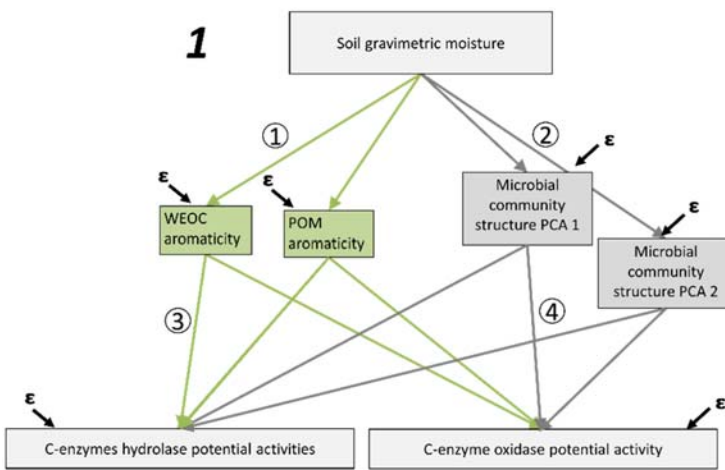 1
Soil gravimetric moisture
①
②
ε
ε
ε
ε
WEOC
aromaticity
POM
aromaticity
Microbial
community
structure PCA 1
Microbial
community
structure PCA 2
③
④
ε
ε
C-enzymes hydrolase potential activities
C-enzyme oxidase potential activity